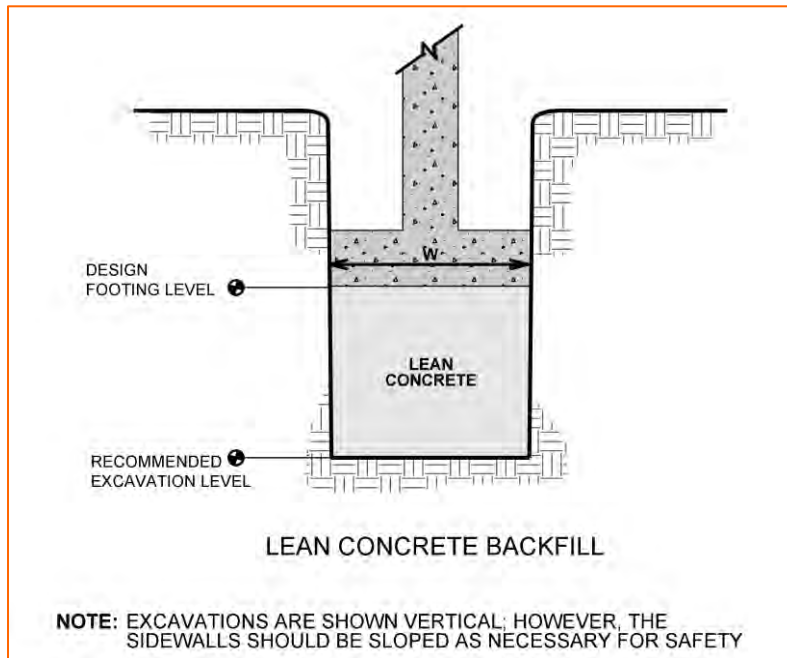 W
DESIGN
FOOTING LEVEL
LEAN
CONCRETE
RECOMMENDED
EXCAVATION LEVEL
LEAN CONCRETE BACKFILL
NOTE: EXCAVATIONS ARE SHOWN VERTICAL; HOWEVER, THE
SIDEWALLS SHOULD BE SLOPED AS NECESSARY FOR SAFETY